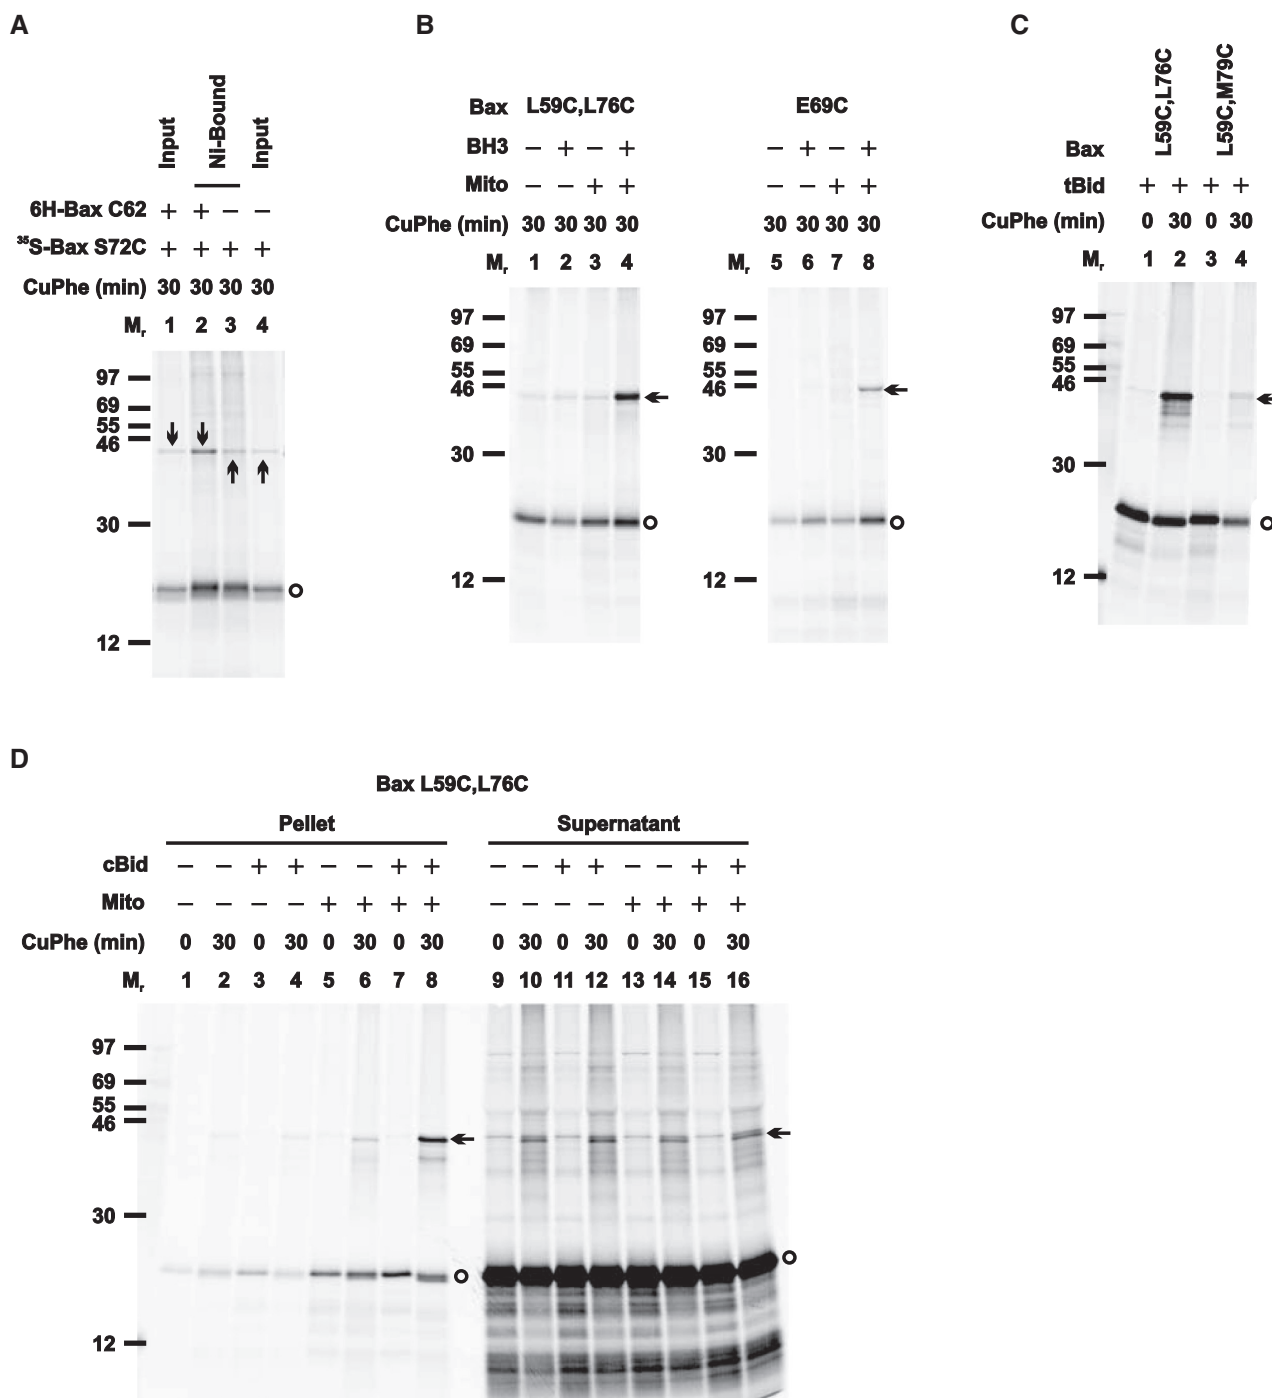 A
Input
Ni-Bound
Input
6H-Bax C62 + + − −
³⁵S-Bax S72C + + + +
CuPhe (min) 30 30 30 30
Mr 1 2 3 4
97
69
55
46
30
12
B
Bax L59C,L76C E69C
BH3 − + − + − + − +
Mito − − + + − − + +
CuPhe (min) 30 30 30 30 30 30 30 30
Mr 1 2 3 4 Mr 5 6 7 8
97 97
69 69
55 55
46 46
30 30
12 12
C
L59C,L76C
L59C,M79C
Bax
tBid + + + +
CuPhe (min) 0 30 0 30
Mr 1 2 3 4
97
69
55
46
30
12
D
Bax L59C,L76C
Pellet Supernatant
cBid − − + + − − + + − − + + − − + +
Mito − − − − + + + + − − − − + + + +
CuPhe (min) 0 30 0 30 0 30 0 30 0 30 0 30 0 30 0 30
Mr 1 2 3 4 5 6 7 8 9 10 11 12 13 14 15 16
97
69
55
46
30
12